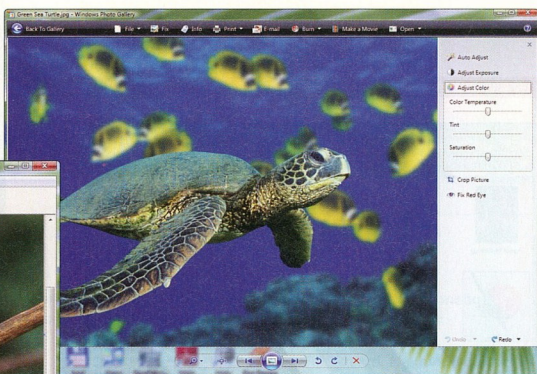 Green Sea Turtle.jpg - Windows Photo Gallery
Back To Gallery File Fix Info Print E-mail Burn Make a Movie Open
Auto Adjust
Adjust Exposure
Adjust Color
Color Temperature
Tint
Saturation
Crop Picture
Fix Red Eye
Undo Redo